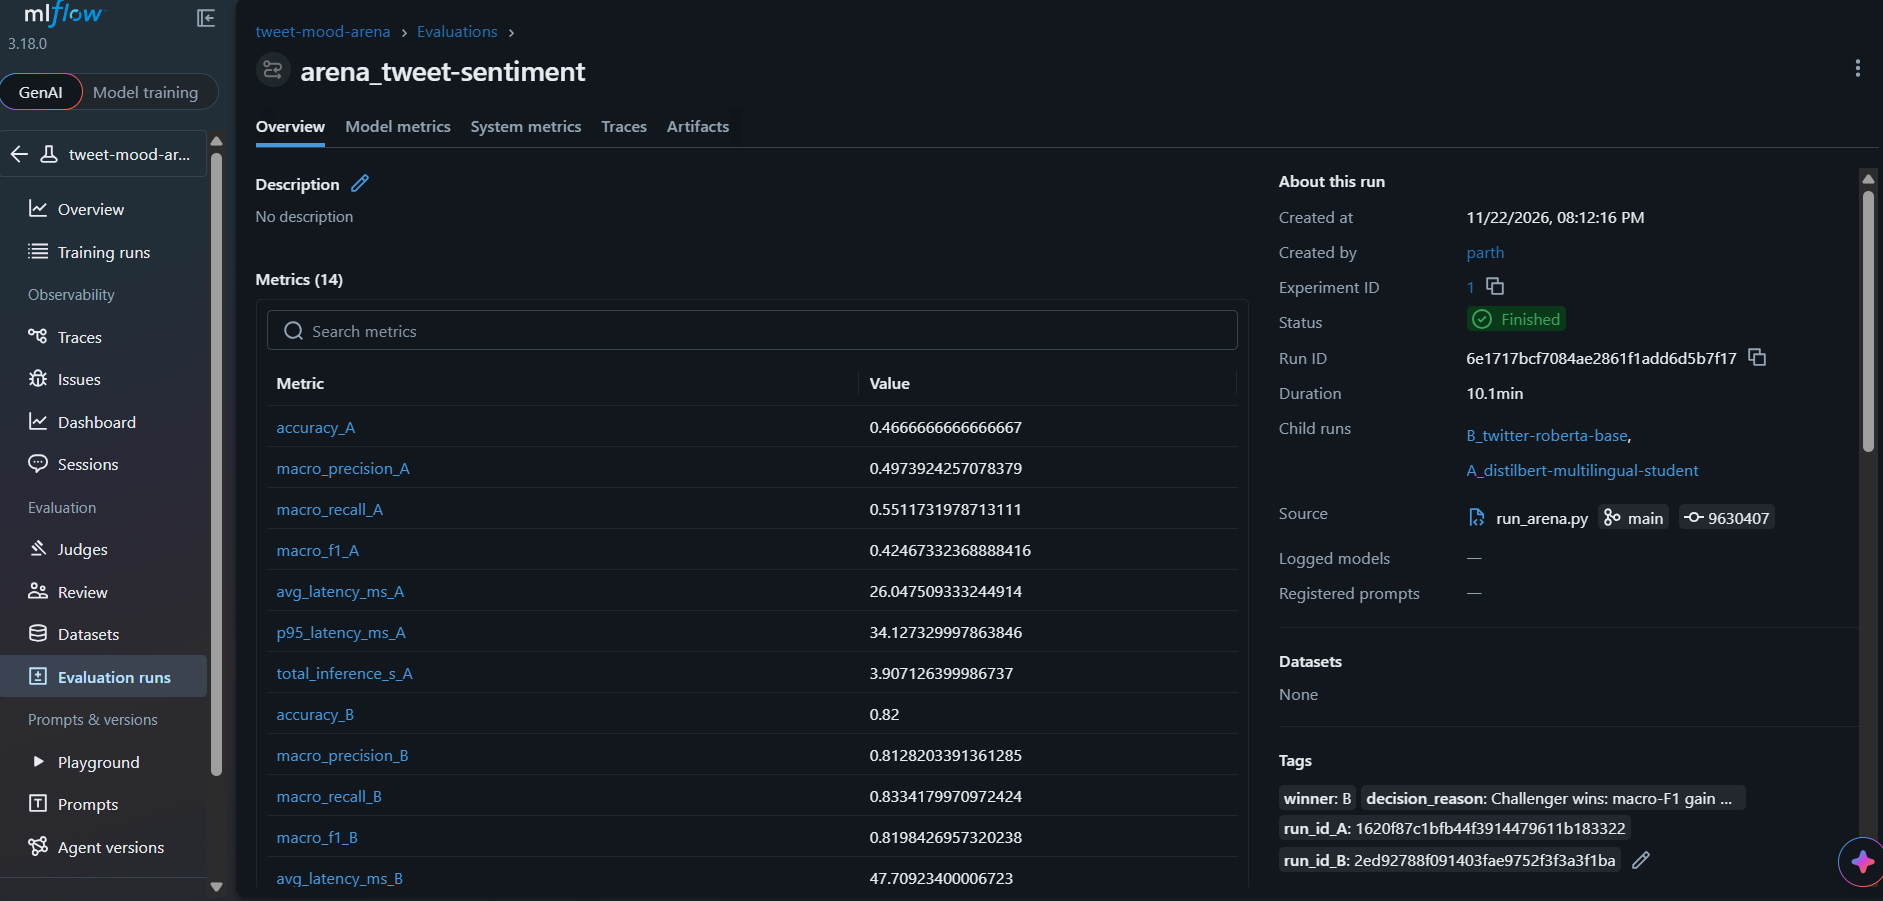 mlflow
3.18.0
GenAI
Model training
tweet-mood-ar...
Overview
Training runs
Observability
Traces
Issues
Dashboard
Sessions
Evaluation
Judges
Review
Datasets
Evaluation runs
Prompts & versions
Playground
Prompts
Agent versions
tweet-mood-arena › Evaluations ›
arena_tweet-sentiment
Overview Model metrics System metrics Traces Artifacts
Description
No description
Metrics (14)
Search metrics
Metric Value
accuracy_A 0.4666666666666667
macro_precision_A 0.4973924257078379
macro_recall_A 0.5511731978713111
macro_f1_A 0.42467332368888416
avg_latency_ms_A 26.047509333244914
p95_latency_ms_A 34.127329997863846
total_inference_s_A 3.907126399986737
accuracy_B 0.82
macro_precision_B 0.8128203391361285
macro_recall_B 0.8334179970972424
macro_f1_B 0.8198426957320238
avg_latency_ms_B 47.70923400006723
About this run
Created at 11/22/2026, 08:12:16 PM
Created by parth
Experiment ID 1
Status Finished
Run ID 6e1717bcf7084ae2861f1add6d5b7f17
Duration 10.1min
Child runs B_twitter-roberta-base,
A_distilbert-multilingual-student
Source run_arena.py main 9630407
Logged models —
Registered prompts —
Datasets
None
Tags
winner: B decision_reason: Challenger wins: macro-F1 gain ...
run_id_A: 1620f87c1bfb44f3914479611b183322
run_id_B: 2ed92788f091403fae9752f3f3a3f1ba